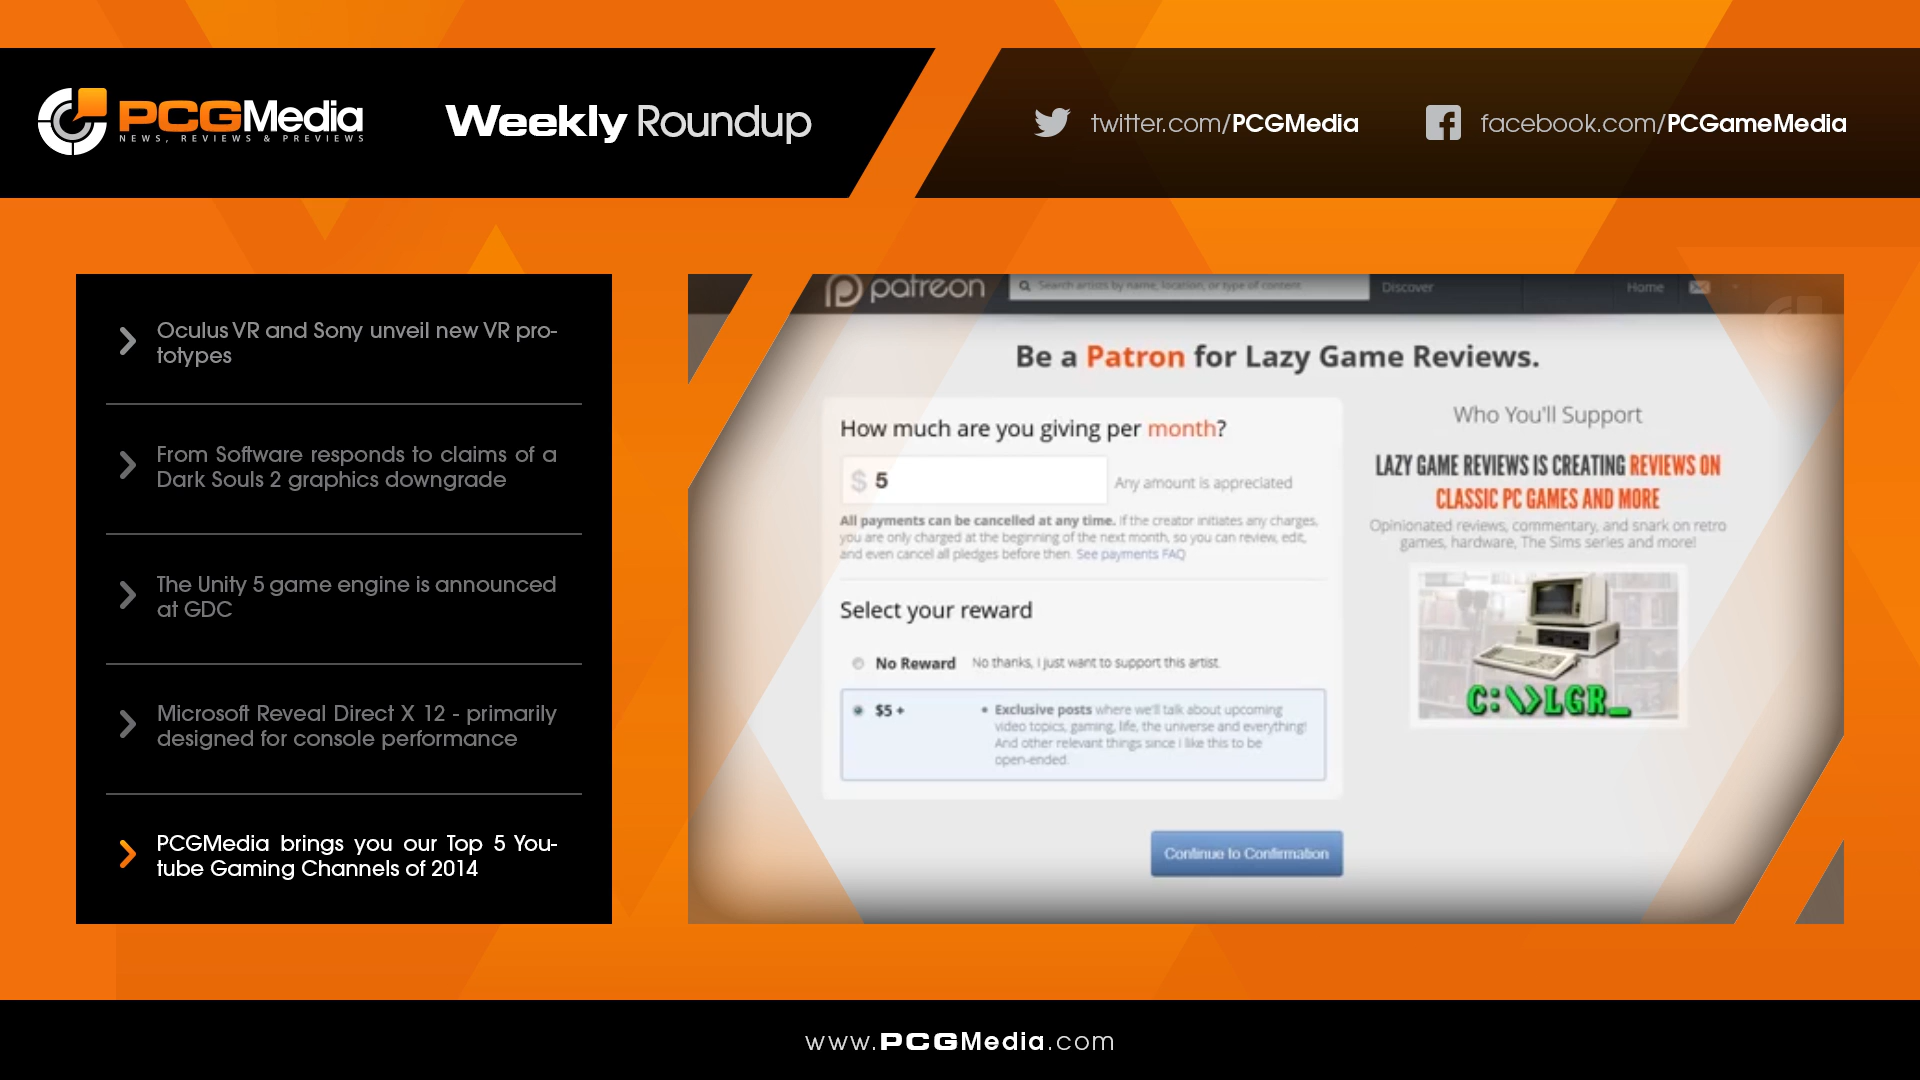 PCGMedia
NEWS, REVIEWS & PREVIEWS
Weekly Roundup
twitter.com/PCGMedia
facebook.com/PCGameMedia
Oculus VR and Sony unveil new VR pro-
totypes
From Software responds to claims of a
Dark Souls 2 graphics downgrade
The Unity 5 game engine is announced
at GDC
Microsoft Reveal Direct X 12 - primarily
designed for console performance
PCGMedia brings you our Top 5 You-
tube Gaming Channels of 2014
patreon
Search artists by name, location, or type of content
Discover
Home
Be a Patron for Lazy Game Reviews.
How much are you giving per month?
$ 5
Any amount is appreciated
All payments can be cancelled at any time. If the creator initiates any charges,
you are only charged at the beginning of the next month, so you can review, edit,
and even cancel all pledges before then. See payments FAQ
Select your reward
No Reward No thanks, I just want to support this artist.
$5 +
• Exclusive posts where we'll talk about upcoming
video topics, gaming, life, the universe and everything!
And other relevant things since I like this to be
open-ended.
Continue to Confirmation
Who You'll Support
LAZY GAME REVIEWS IS CREATING REVIEWS ON
CLASSIC PC GAMES AND MORE
Opinionated reviews, commentary, and snark on retro
games, hardware, The Sims series and more!
C:\>LGR_
www.PCGMedia.com